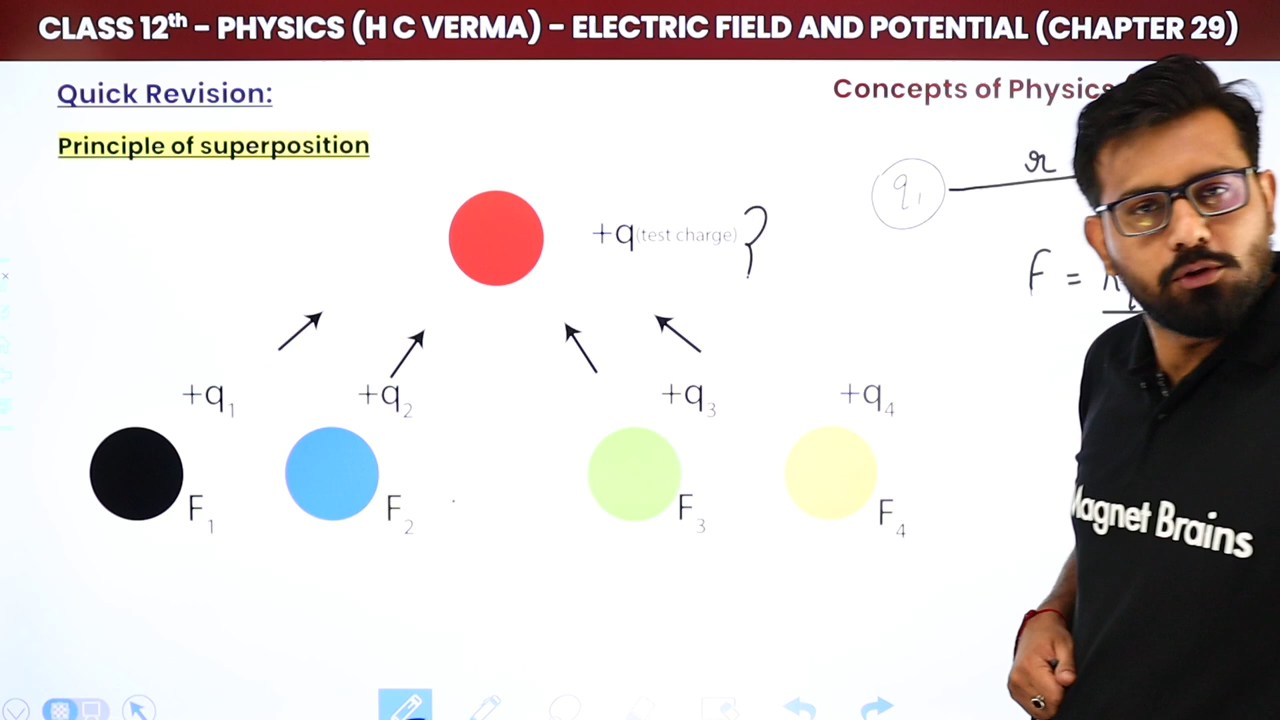 CLASS 12th – PHYSICS (H C VERMA) – ELECTRIC FIELD AND POTENTIAL (CHAPTER 29)
Quick Revision:
Concepts of Physics
Principle of superposition
q1
r
+q(test charge) ?
F =
+q1
+q2
+q3
+q4
F1
F2
F3
F4
Magnet Brains